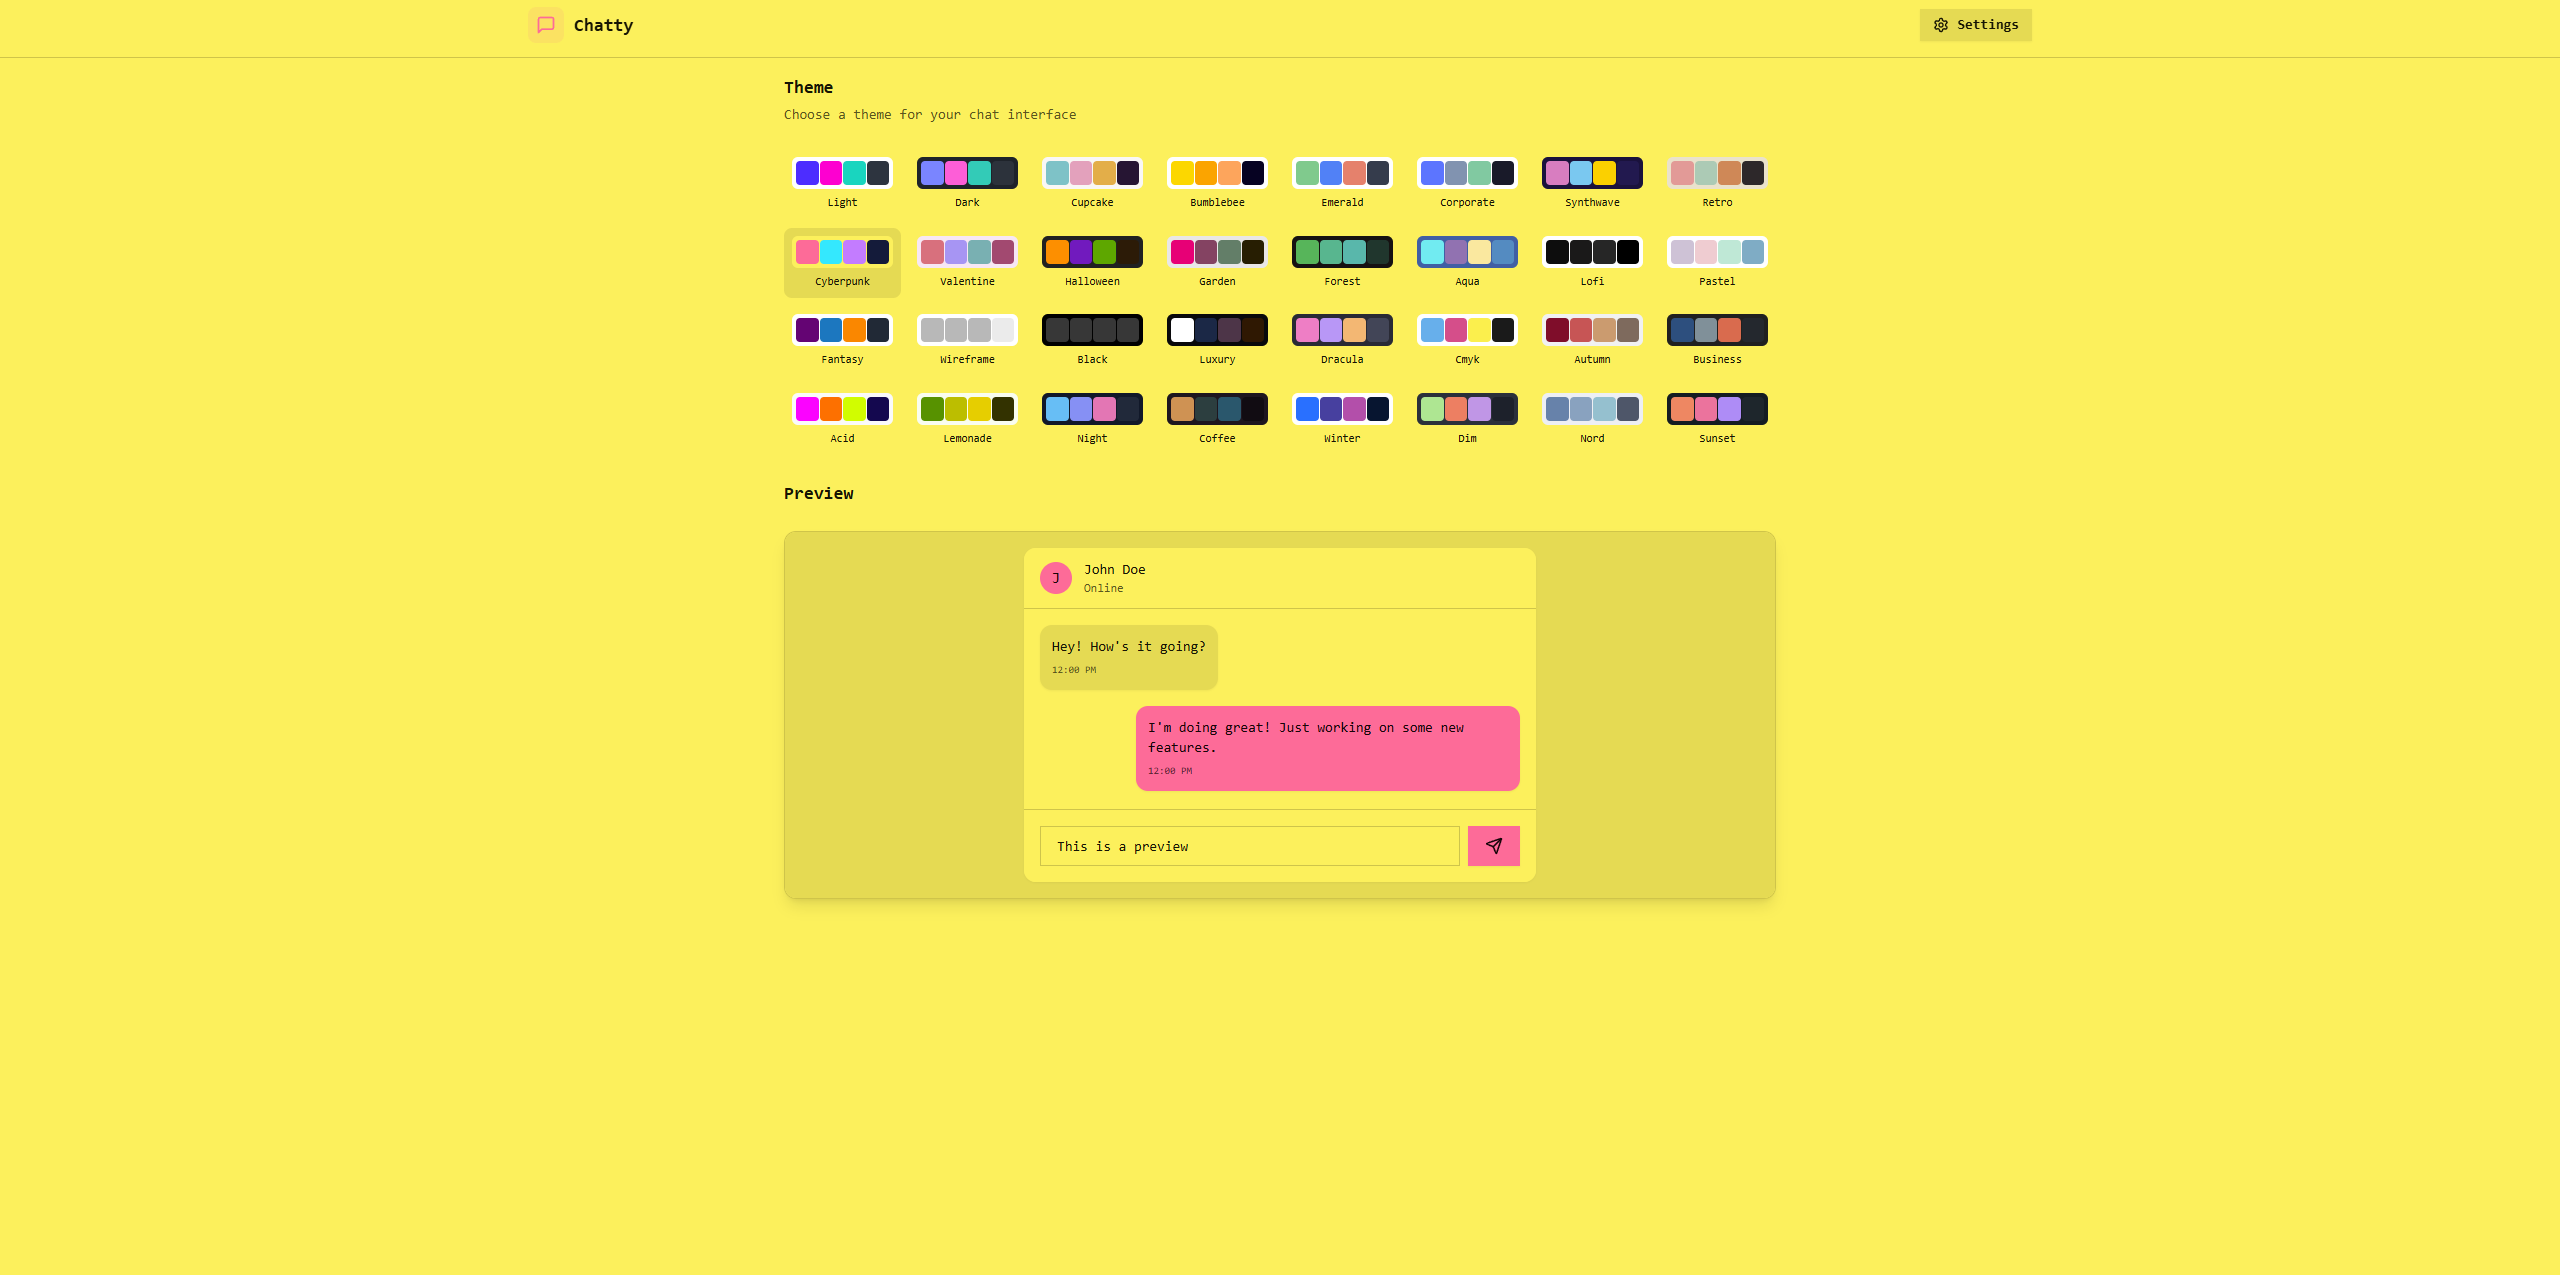 Chatty
Settings
Theme
Choose a theme for your chat interface
Light
Dark
Cupcake
Bumblebee
Emerald
Corporate
Synthwave
Retro
Cyberpunk
Valentine
Halloween
Garden
Forest
Aqua
Lofi
Pastel
Fantasy
Wireframe
Black
Luxury
Dracula
Cmyk
Autumn
Business
Acid
Lemonade
Night
Coffee
Winter
Dim
Nord
Sunset
Preview
J
John Doe
Online
Hey! How's it going?
12:00 PM
I'm doing great! Just working on some new
features.
12:00 PM
This is a preview